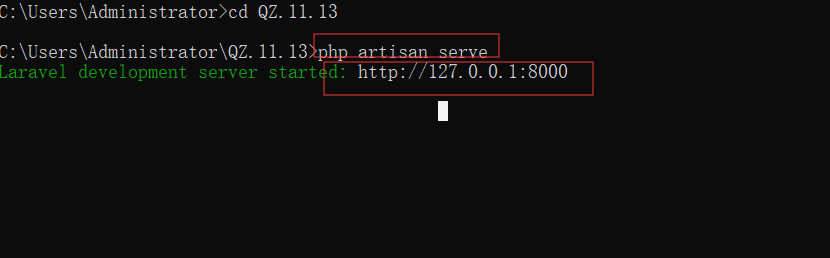 C:\Users\Administrator>cd QZ.11.13
C:\Users\Administrator\QZ.11.13>php artisan serve
Laravel development server started: http://127.0.0.1:8000